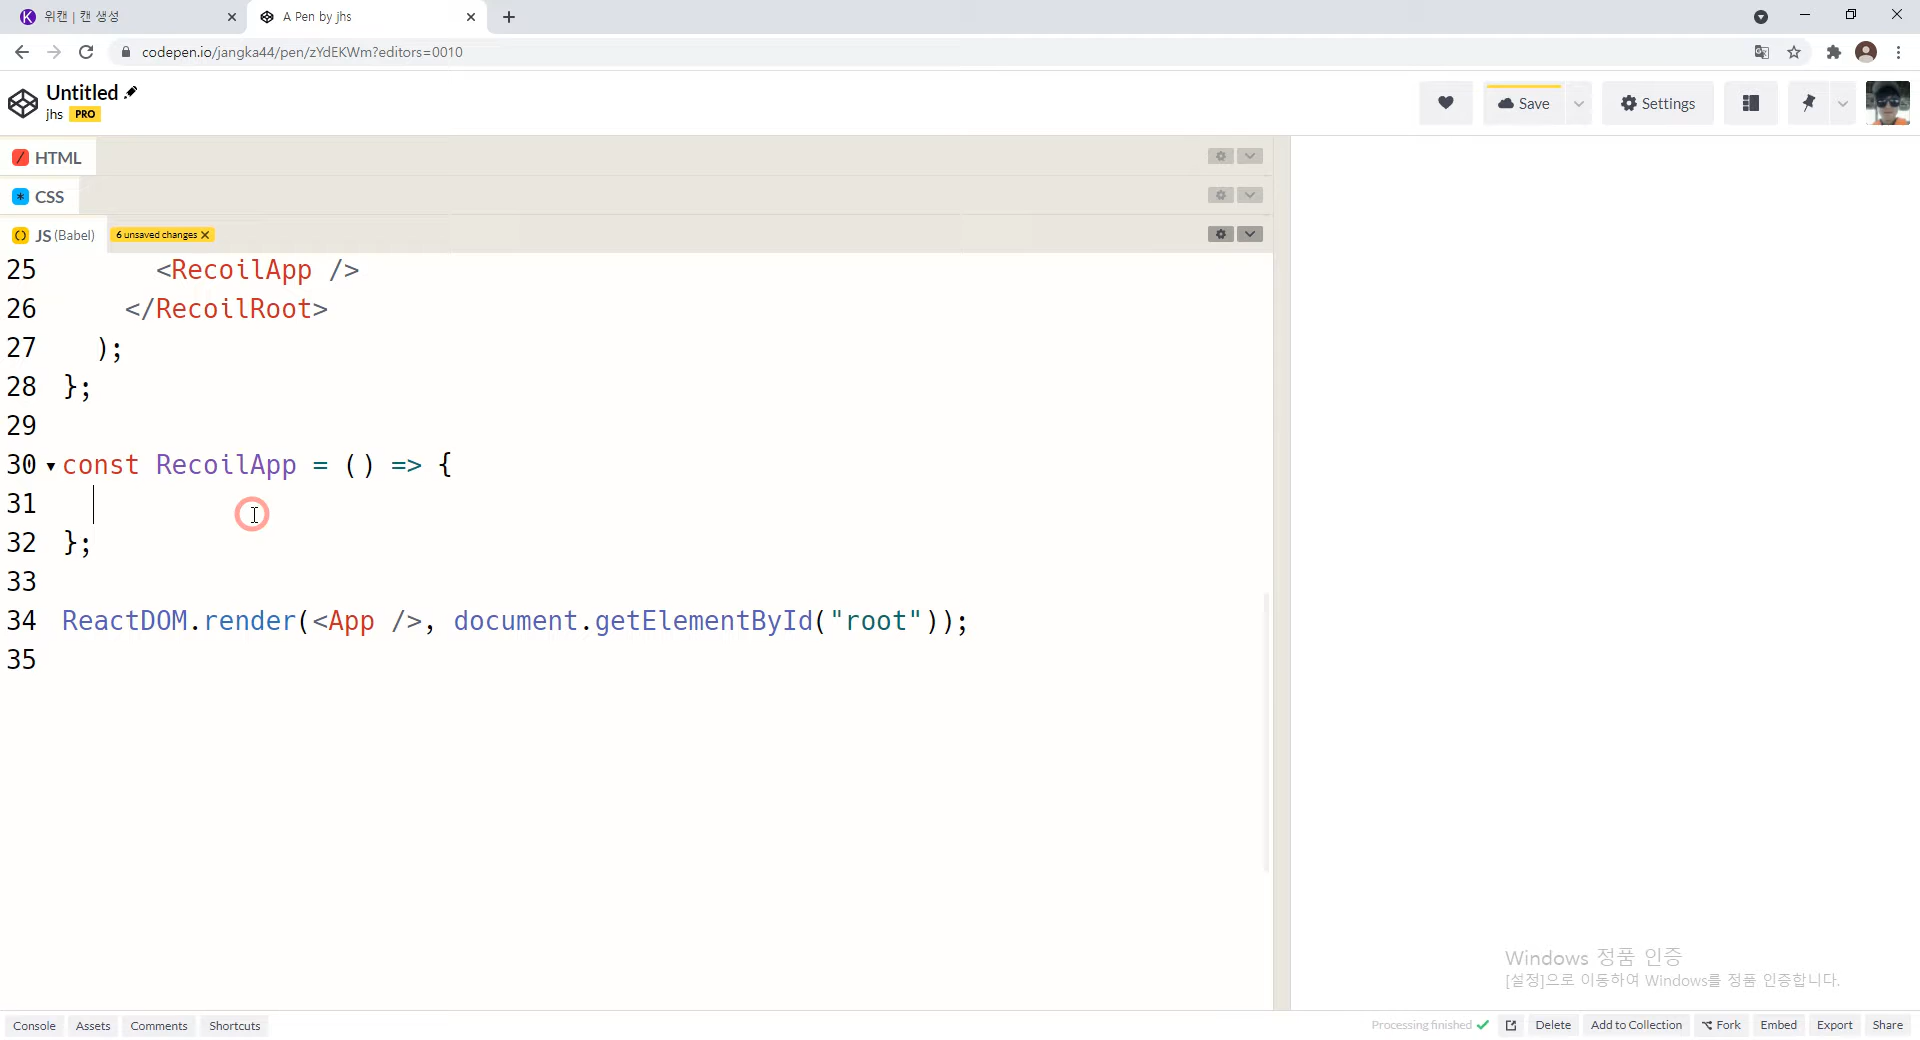 위캔 | 캔 생성
A Pen by jhs
codepen.io/jangka44/pen/zYdEKWm?editors=0010
Untitled
jhs PRO
Save
Settings
HTML
CSS
JS (Babel)
6 unsaved changes
25 <RecoilApp />
26 </RecoilRoot>
27 );
28 };
29
30 const RecoilApp = () => {
31
32 };
33
34 ReactDOM.render(<App />, document.getElementById("root"));
35
Windows 정품 인증
[설정]으로 이동하여 Windows를 정품 인증합니다.
Console Assets Comments Shortcuts
Processing finished Delete Add to Collection Fork Embed Export Share